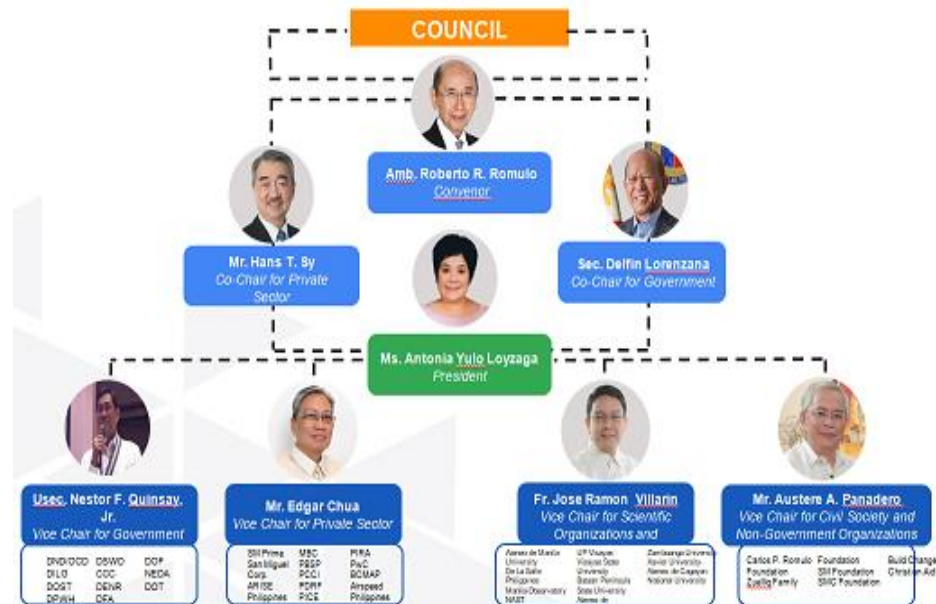 COUNCIL
Amb. Roberto R. Romulo
Convenor
Mr. Hans T. Sy
Co-Chair for Private
Sector
Sec. Delfin Lorenzana
Co-Chair for Government
Ms. Antonia Yulo Loyzaga
President
Usec. Nestor F. Quinsay,
Jr.
Vice Chair for Government
DND/OCD DSWD DOF
DILG CCC NEDA
DOST DENR DOT
DPWH DFA
Mr. Edgar Chua
Vice Chair for Private Sector
SM Prime MBC PIRA
San Miguel PBSP PwC
Corp. PCCI BCMAP
ARISE PDRF Airspeed
Philippines PICE Philippines
Fr. Jose Ramon Villarin
Vice Chair for Scientific
Organizations and
Ateneo de Manila UP Visayas Zamboanga
University Visayas State Xavier University
De La Salle University Ateneo de Cagayan
Philippines Bataan Peninsula National University
Manila Observatory State University
NAST Ateneo de
Mr. Austere A. Panadero
Vice Chair for Civil Society and
Non-Government Organizations
Carlos P. Romulo Foundation Build Change
Foundation SM Foundation Christian Aid
Zuellig Family SMC Foundation